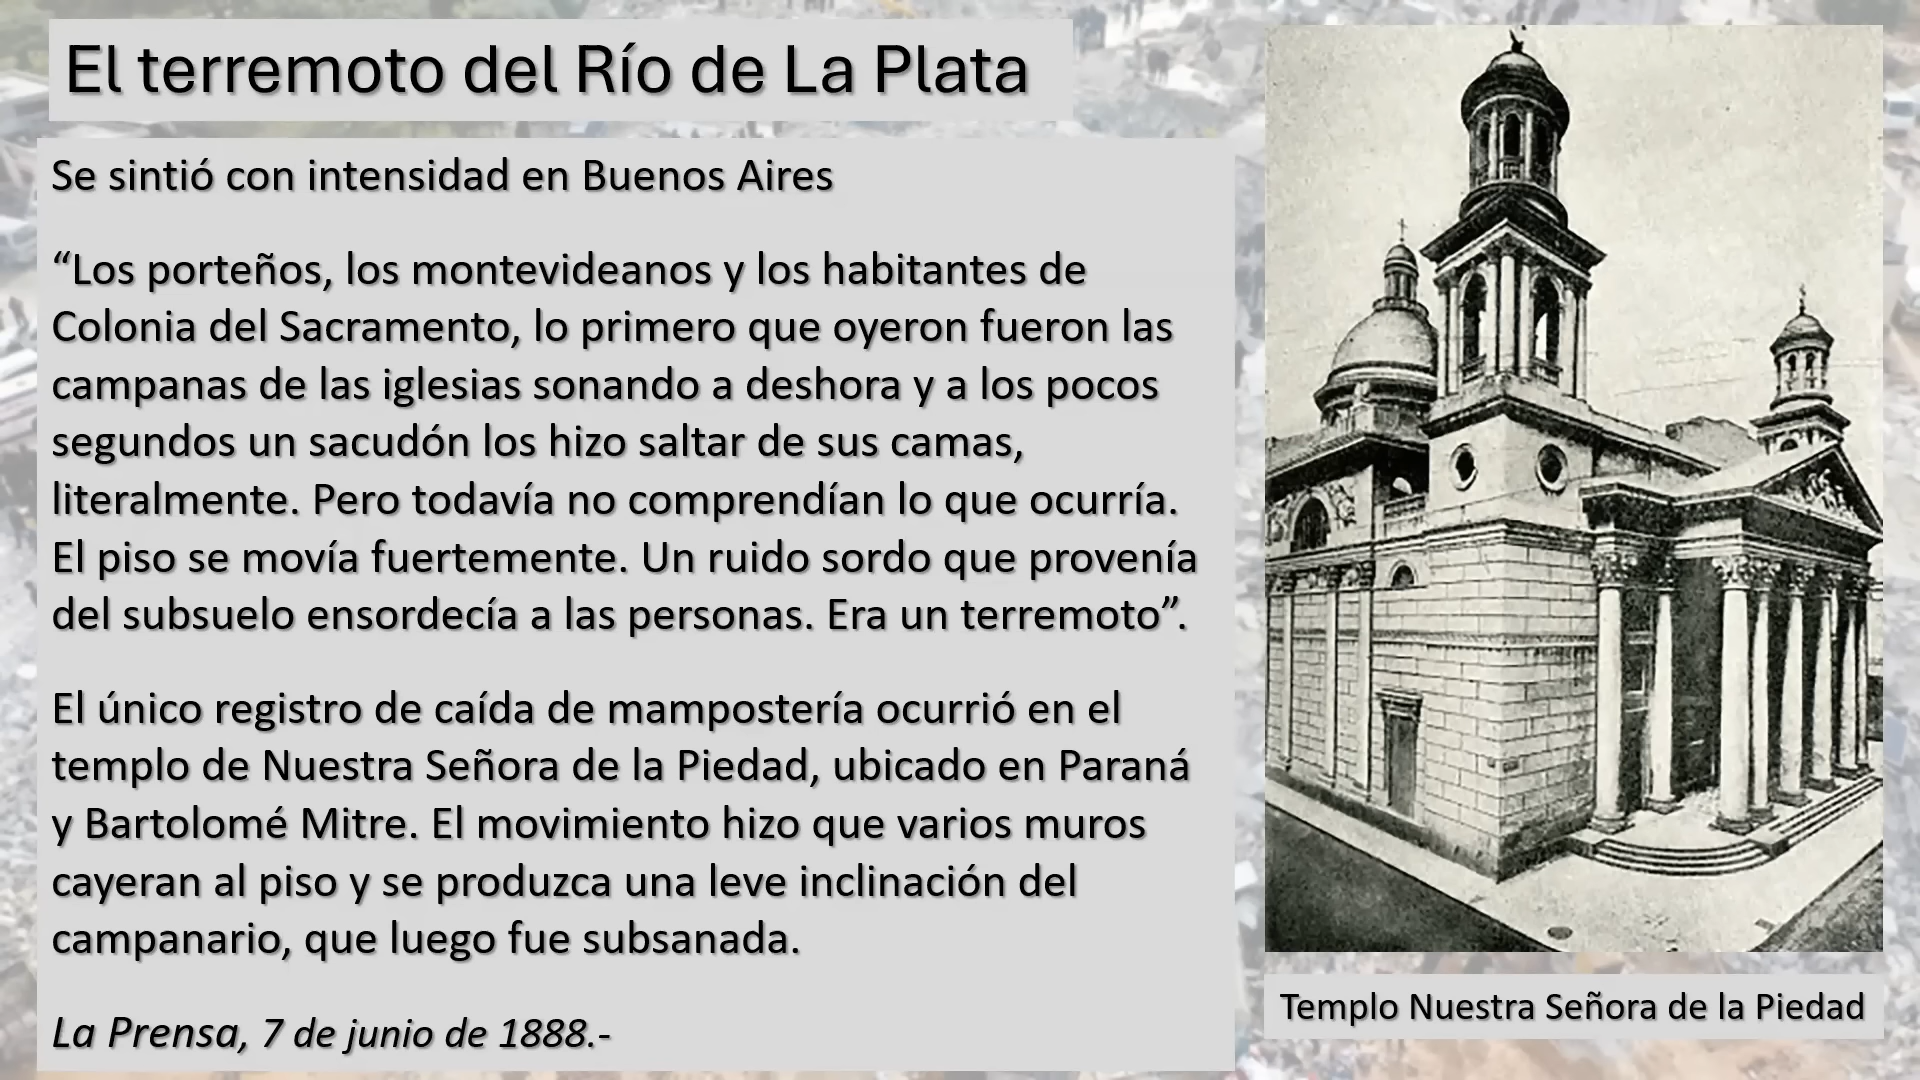 El terremoto del Río de La Plata
Se sintió con intensidad en Buenos Aires
“Los porteños, los montevideanos y los habitantes de
Colonia del Sacramento, lo primero que oyeron fueron las
campanas de las iglesias sonando a deshora y a los pocos
segundos un sacudón los hizo saltar de sus camas,
literalmente. Pero todavía no comprendían lo que ocurría.
El piso se movía fuertemente. Un ruido sordo que provenía
del subsuelo ensordecía a las personas. Era un terremoto”.
El único registro de caída de mampostería ocurrió en el
templo de Nuestra Señora de la Piedad, ubicado en Paraná
y Bartolomé Mitre. El movimiento hizo que varios muros
cayeran al piso y se produzca una leve inclinación del
campanario, que luego fue subsanada.
La Prensa, 7 de junio de 1888.-
Templo Nuestra Señora de la Piedad